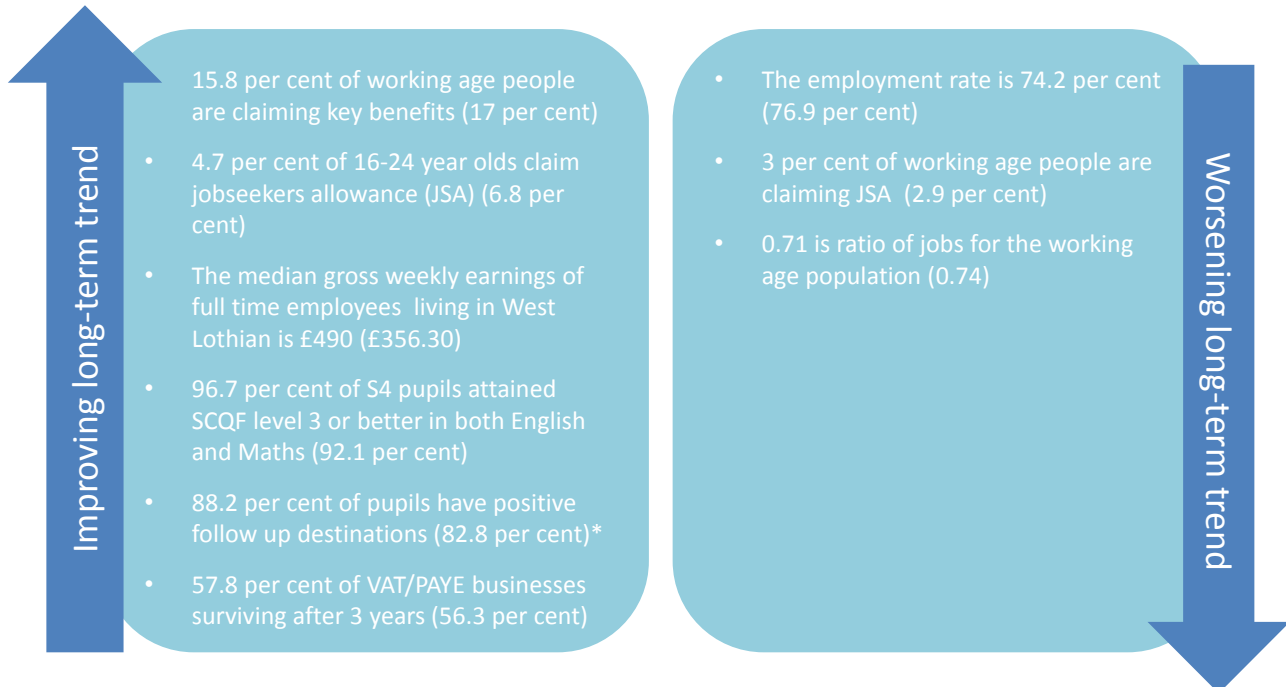 Improving long-term trend
15.8 per cent of working age people
are claiming key benefits (17 per cent)
• 4.7 per cent of 16-24 year olds claim
jobseekers allowance (JSA) (6.8 per
cent)
• The median gross weekly earnings of
full time employees living in West
Lothian is £490 (£356.30)
• 96.7 per cent of S4 pupils attained
SCQF level 3 or better in both English
and Maths (92.1 per cent)
• 88.2 per cent of pupils have positive
follow up destinations (82.8 per cent)*
• 57.8 per cent of VAT/PAYE businesses
surviving after 3 years (56.3 per cent)
• The employment rate is 74.2 per cent
(76.9 per cent)
• 3 per cent of working age people are
claiming JSA (2.9 per cent)
• 0.71 is ratio of jobs for the working
age population (0.74)
Worsening long-term trend